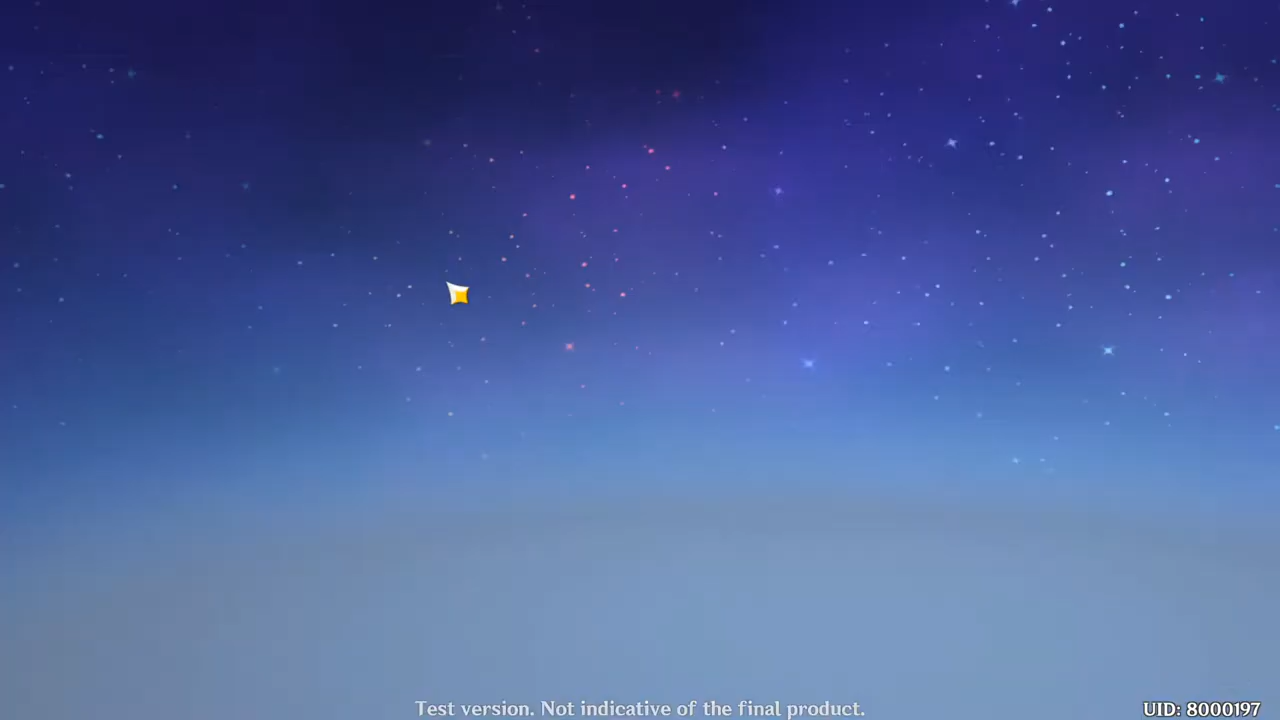 Test version. Not indicative of the final product.
UID: 8000197